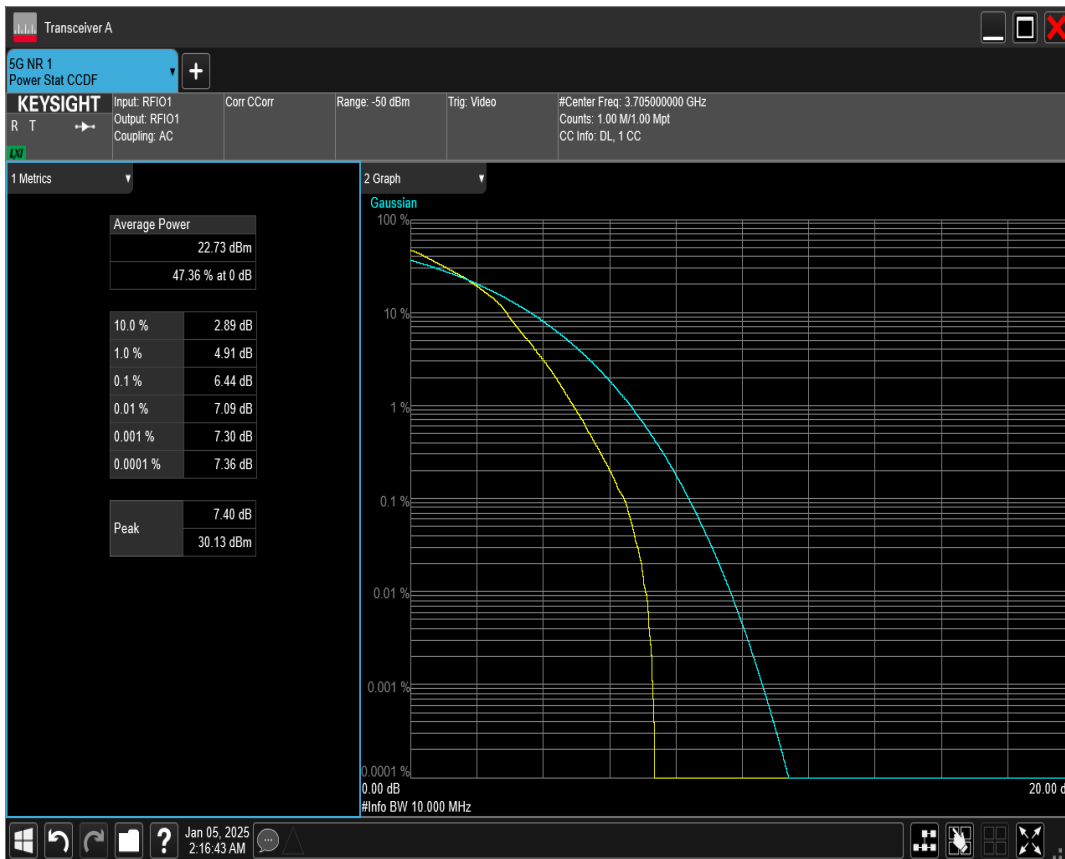 Transceiver A
5G NR 1
Power Stat CCDF
KEYSIGHT
R T
LXI
Input: RFIO1
Output: RFIO1
Coupling: AC
Corr CCorr
Range: -50 dBm
Trig: Video
#Center Freq: 3.705000000 GHz
Counts: 1.00 M/1.00 Mpt
CC Info: DL, 1 CC
1 Metrics
Average Power
22.73 dBm
47.36 % at 0 dB
10.0 % 2.89 dB
1.0 % 4.91 dB
0.1 % 6.44 dB
0.01 % 7.09 dB
0.001 % 7.30 dB
0.0001 % 7.36 dB
Peak
7.40 dB
30.13 dBm
2 Graph
Gaussian
100 %
10 %
1 %
0.1 %
0.01 %
0.001 %
0.0001 %
0.00 dB
20.00 d
#Info BW 10.000 MHz
Jan 05, 2025
2:16:43 AM